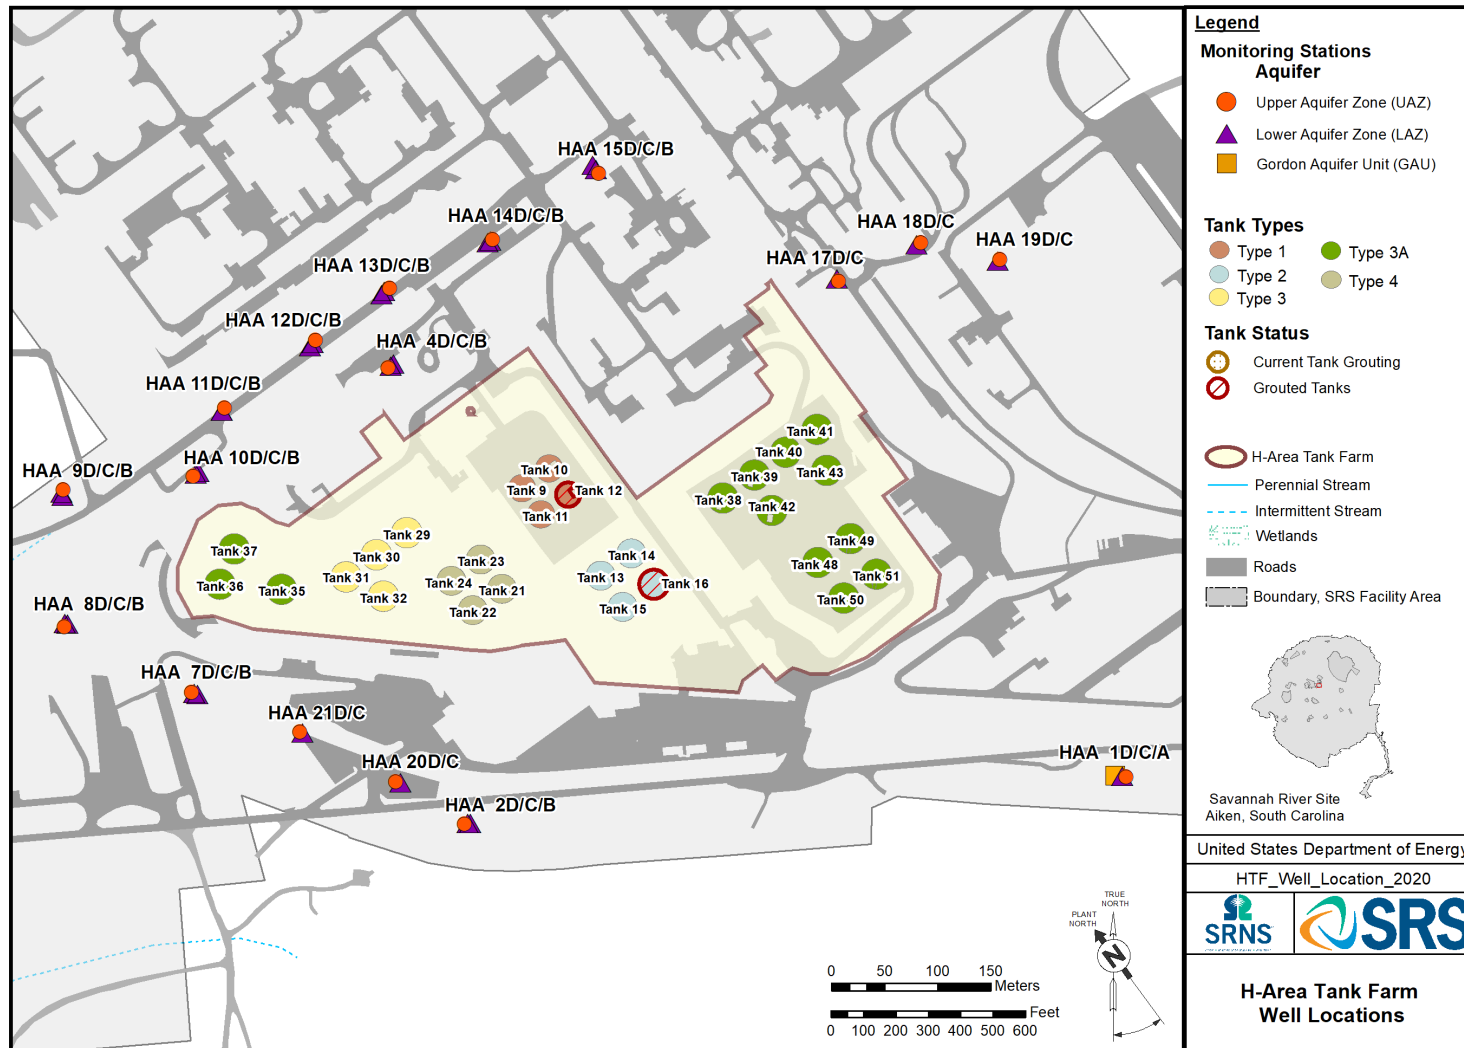 HAA 15D/C/B
HAA 14D/C/B
HAA 18D/C
HAA 19D/C
HAA 17D/C
HAA 13D/C/B
HAA 12D/C/B
HAA 4D/C/B
HAA 11D/C/B
HAA 10D/C/B
HAA 9D/C/B
Tank 41
Tank 40
Tank 39
Tank 43
Tank 38
Tank 42
Tank 10
Tank 9
Tank 12
Tank 11
Tank 29
Tank 30
Tank 31
Tank 32
Tank 37
Tank 36
Tank 35
Tank 23
Tank 24
Tank 21
Tank 22
Tank 14
Tank 13
Tank 16
Tank 15
Tank 49
Tank 48
Tank 51
Tank 50
HAA 8D/C/B
HAA 7D/C/B
HAA 21D/C
HAA 20D/C
HAA 2D/C/B
HAA 1D/C/A
TRUE
NORTH
PLANT
NORTH
N
0 50 100 150
Meters
Feet
0 100 200 300 400 500 600
Legend
Monitoring Stations
Aquifer
Upper Aquifer Zone (UAZ)
Lower Aquifer Zone (LAZ)
Gordon Aquifer Unit (GAU)
Tank Types
Type 1
Type 2
Type 3
Type 3A
Type 4
Tank Status
Current Tank Grouting
Grouted Tanks
H-Area Tank Farm
Perennial Stream
Intermittent Stream
Wetlands
Roads
Boundary, SRS Facility Area
Savannah River Site
Aiken, South Carolina
United States Department of Energy
HTF_Well_Location_2020
SRNS
SRS
H-Area Tank Farm
Well Locations